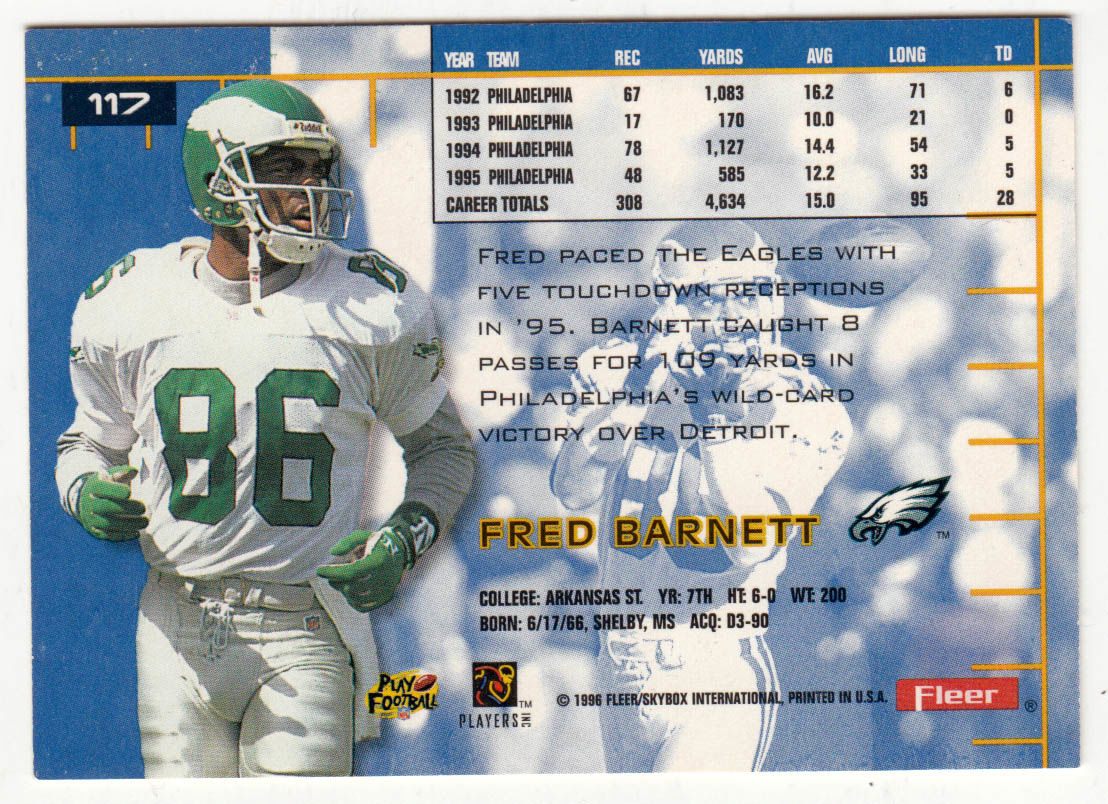 117
YEAR TEAM REC YARDS AVG LONG TD
1992 PHILADELPHIA 67 1,083 16.2 71 6
1993 PHILADELPHIA 17 170 10.0 21 0
1994 PHILADELPHIA 78 1,127 14.4 54 5
1995 PHILADELPHIA 48 585 12.2 33 5
CAREER TOTALS 308 4,634 15.0 95 28
Riddell
86
86
FRED PACED THE EAGLES WITH
FIVE TOUCHDOWN RECEPTIONS
IN '95. BARNETT CAUGHT 8
PASSES FOR 109 YARDS IN
PHILADELPHIA'S WILD-CARD
VICTORY OVER DETROIT.
FRED BARNETT
TM
COLLEGE: ARKANSAS ST. YR: 7TH HT: 6-0 WT: 200
BORN: 6/17/66, SHELBY, MS ACQ: D3-90
PLAY
FOOTBALL
TM
PLAYERS INC
© 1996 FLEER/SKYBOX INTERNATIONAL, PRINTED IN U.S.A.
Fleer ®